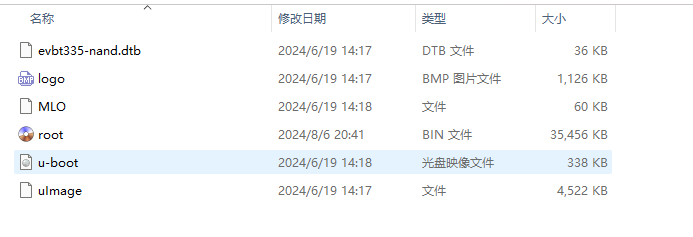 名称 修改日期 类型 大小
evbt335-nand.dtb 2024/6/19 14:17 DTB 文件 36 KB
logo 2024/6/19 14:17 BMP 图片文件 1,126 KB
MLO 2024/6/19 14:18 文件 60 KB
root 2024/8/6 20:41 BIN 文件 35,456 KB
u-boot 2024/6/19 14:18 光盘映像文件 338 KB
uImage 2024/6/19 14:17 文件 4,522 KB